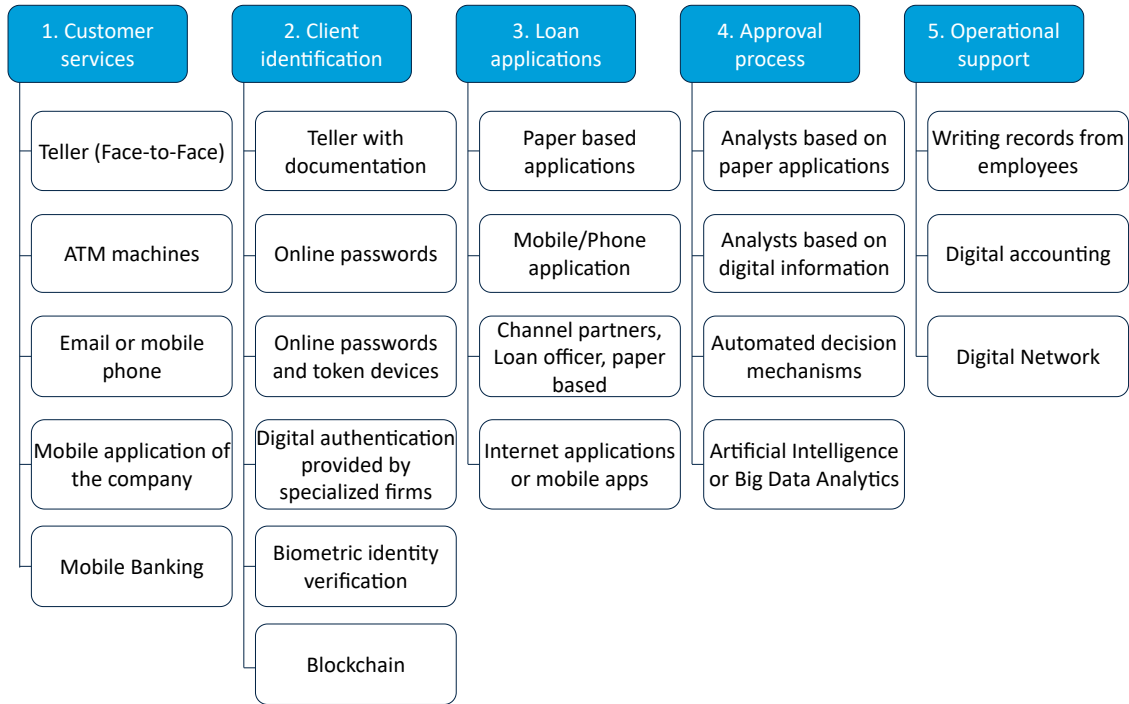 1. Customer
services
Teller (Face-to-Face)
ATM machines
Email or mobile
phone
Mobile application of
the company
Mobile Banking
2. Client
identification
Teller with
documentation
Online passwords
Online passwords
and token devices
Digital authentication
provided by
specialized firms
Biometric identity
verification
Blockchain
3. Loan
applications
Paper based
applications
Mobile/Phone
application
Channel partners,
Loan officer, paper
based
Internet applications
or mobile apps
4. Approval
process
Analysts based on
paper applications
Analysts based on
digital information
Automated decision
mechanisms
Artificial Intelligence
or Big Data Analytics
5. Operational
support
Writing records from
employees
Digital accounting
Digital Network